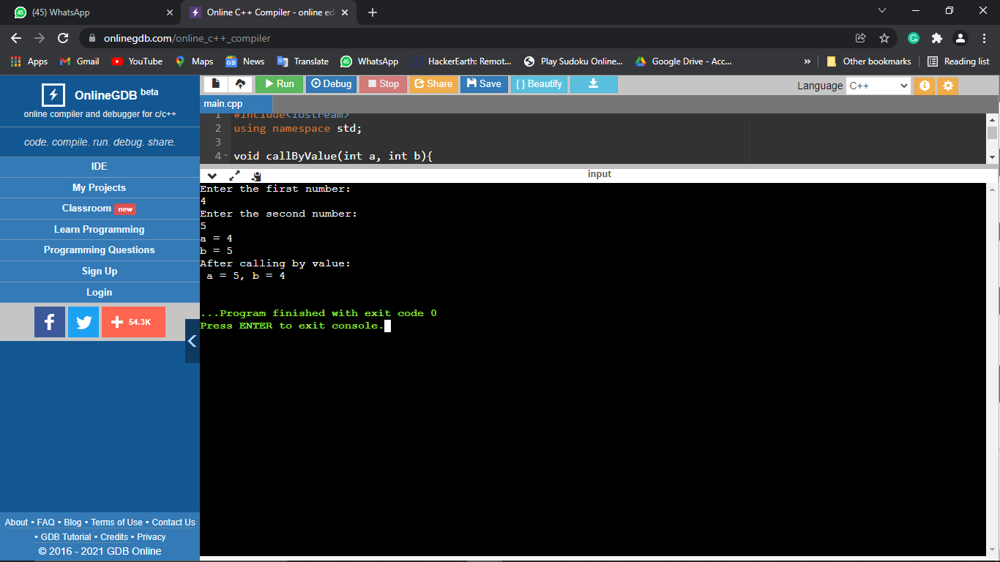 (45) WhatsApp
Online C++ Compiler - online ed
onlinegdb.com/online_c++_compiler
Apps Gmail YouTube Maps News Translate WhatsApp HackerEarth: Remot... Play Sudoku Online... Google Drive - Acc... » Other bookmarks Reading list
OnlineGDB beta
online compiler and debugger for c/c++
code. compile. run. debug. share.
IDE
My Projects
Classroom new
Learn Programming
Programming Questions
Sign Up
Login
54.3K
About • FAQ • Blog • Terms of Use • Contact Us
• GDB Tutorial • Credits • Privacy
© 2016 - 2021 GDB Online
Run Debug Stop Share Save { } Beautify
Language C++
main.cpp
1 #include<iostream>
2 using namespace std;
3
4 void callByValue(int a, int b){
input
Enter the first number:
4
Enter the second number:
5
a = 4
b = 5
After calling by value:
a = 5, b = 4
...Program finished with exit code 0
Press ENTER to exit console.